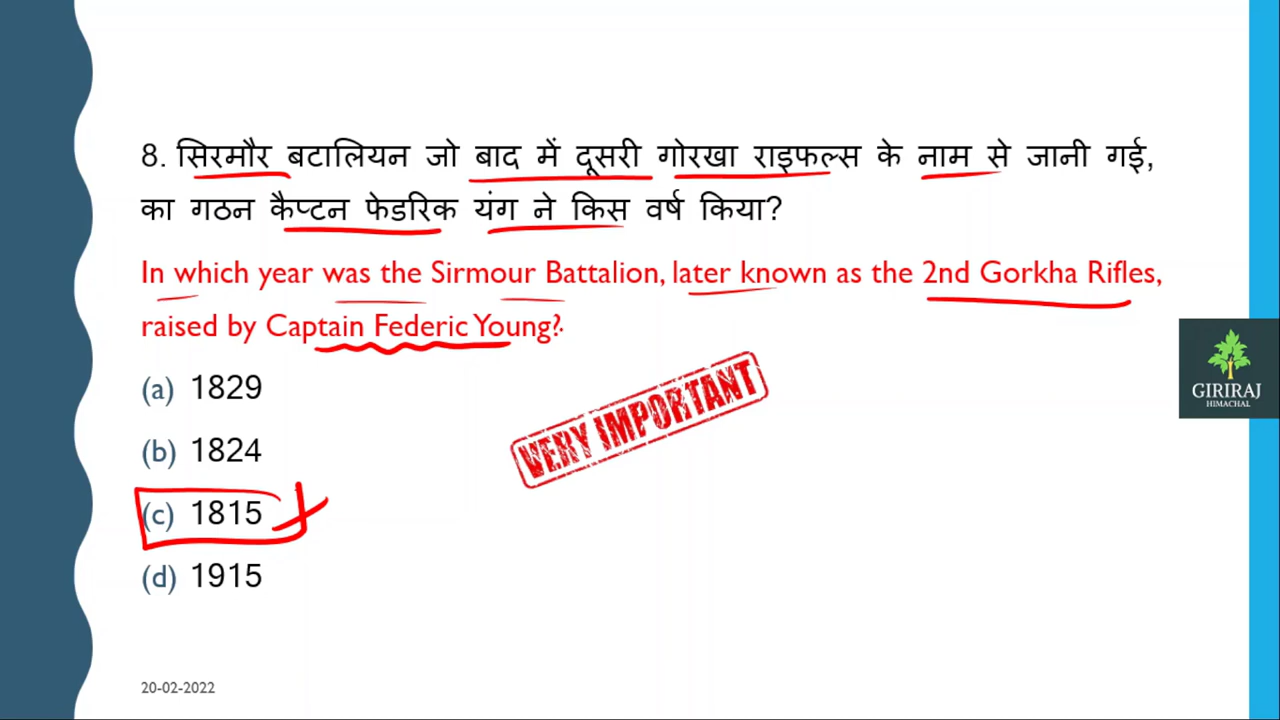 8. सिरमौर बटालियन जो बाद में दूसरी गोरखा राइफल्स के नाम से जानी गई,
का गठन कैप्टन फेडरिक यंग ने किस वर्ष किया?
In which year was the Sirmour Battalion, later known as the 2nd Gorkha Rifles,
raised by Captain Federic Young?
(a) 1829
(b) 1824
(c) 1815
(d) 1915
VERY IMPORTANT
GIRIRAJ
HIMACHAL
20-02-2022